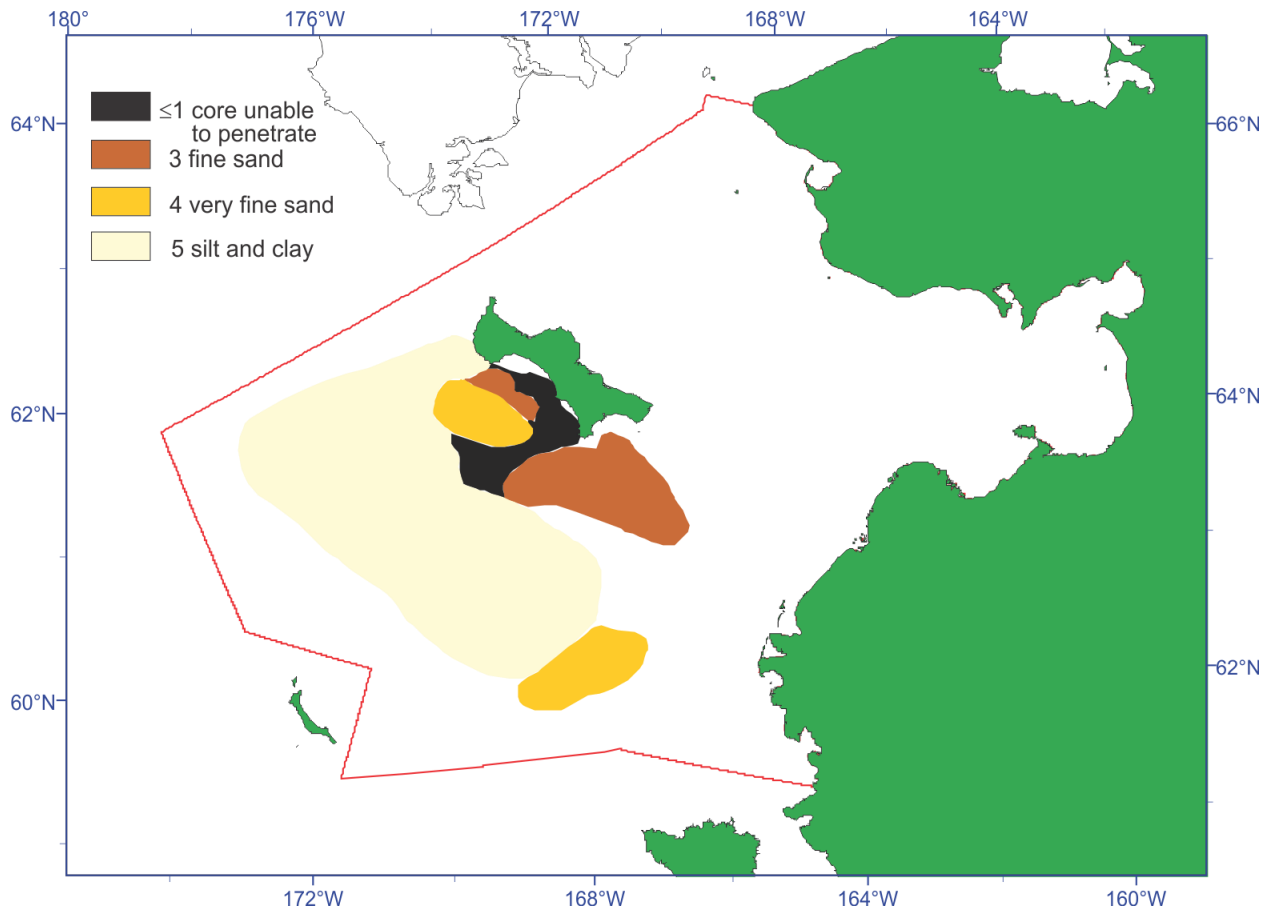 180°
176°W
172°W
168°W
164°W
64°N
66°N
≤1 core unable
to penetrate
3 fine sand
4 very fine sand
5 silt and clay
62°N
64°N
60°N
62°N
172°W
168°W
164°W
160°W